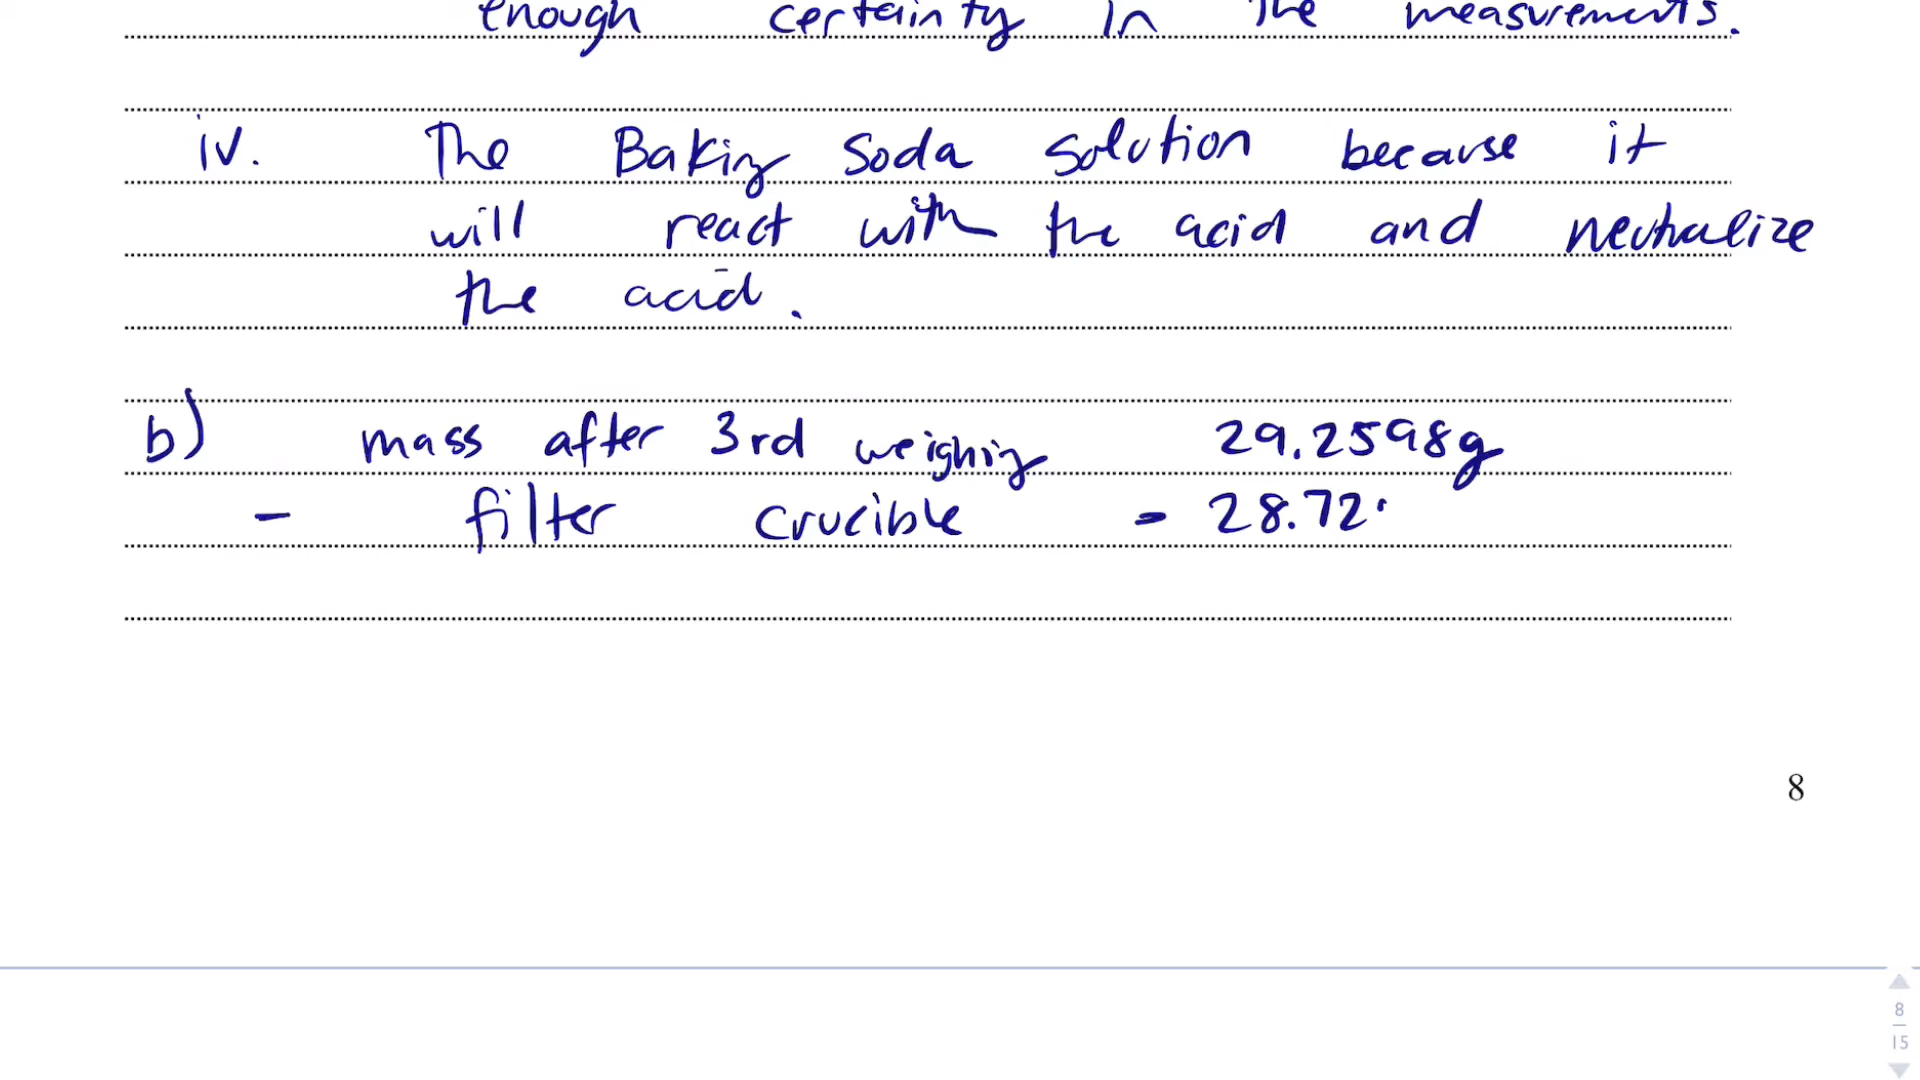 enough certainty in the measurements.
iv. The Baking Soda solution because it
will react with the acid and neutralize
the acid.
b) mass after 3rd weighing 29.2598g
- filter crucible - 28.72
8
8
15